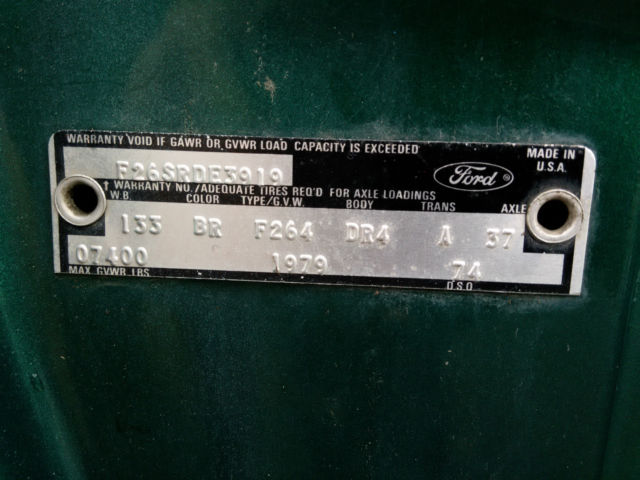 WARRANTY VOID IF GAWR OR GVWR LOAD CAPACITY IS EXCEEDED
F26SRDE3919
Ford
MADE IN
U.S.A.
† WARRANTY NO./ADEQUATE TIRES REQ'D FOR AXLE LOADINGS
W.B. COLOR TYPE/G.V.W. BODY TRANS AXLE
133 BR F264 DR4 A 37
07400 1979 74
MAX. GVWR LBS D.S.O.